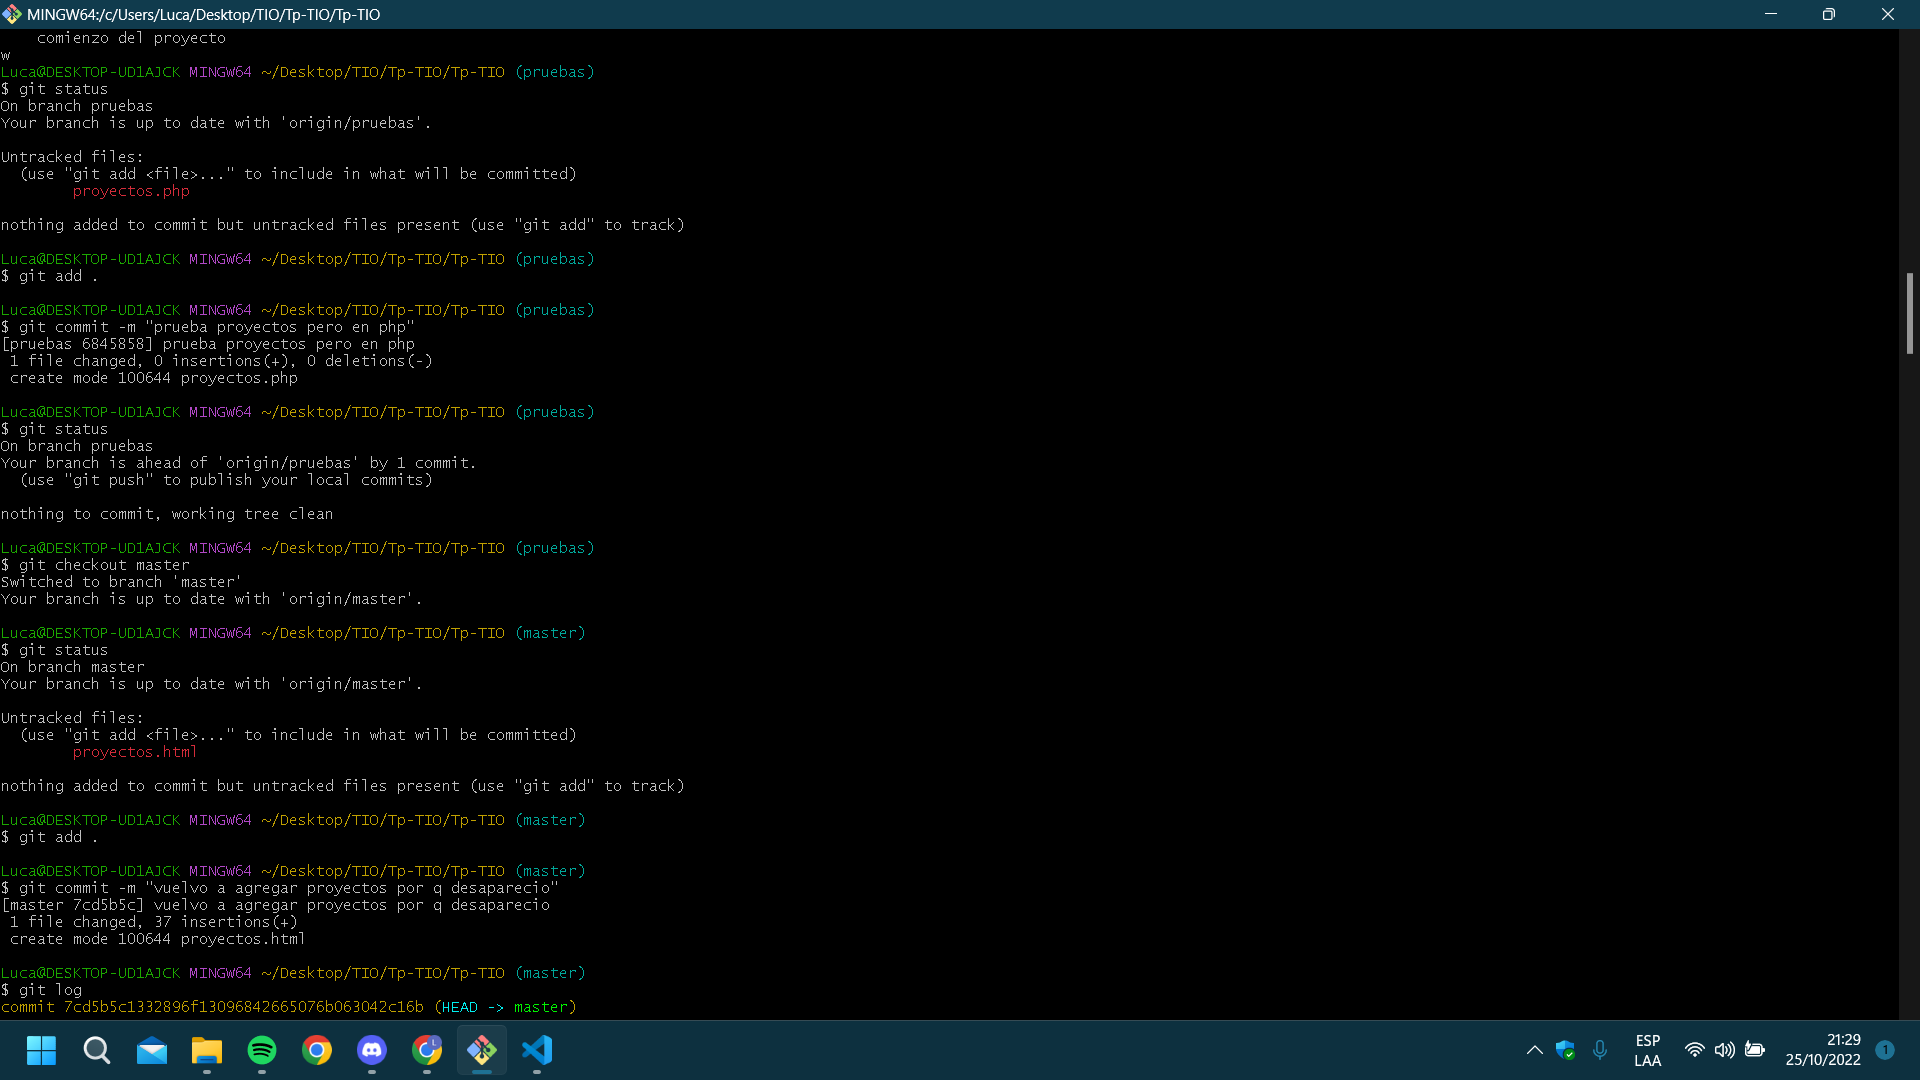 MINGW64:/c/Users/Luca/Desktop/TIO/Tp-TIO/Tp-TIO
    comienzo del proyecto
w
Luca@DESKTOP-UD1AJCK MINGW64 ~/Desktop/TIO/Tp-TIO/Tp-TIO (pruebas)
$ git status
On branch pruebas
Your branch is up to date with 'origin/pruebas'.

Untracked files:
  (use "git add <file>..." to include in what will be committed)
        proyectos.php

nothing added to commit but untracked files present (use "git add" to track)

Luca@DESKTOP-UD1AJCK MINGW64 ~/Desktop/TIO/Tp-TIO/Tp-TIO (pruebas)
$ git add .

Luca@DESKTOP-UD1AJCK MINGW64 ~/Desktop/TIO/Tp-TIO/Tp-TIO (pruebas)
$ git commit -m "prueba proyectos pero en php"
[pruebas 6845858] prueba proyectos pero en php
 1 file changed, 0 insertions(+), 0 deletions(-)
 create mode 100644 proyectos.php

Luca@DESKTOP-UD1AJCK MINGW64 ~/Desktop/TIO/Tp-TIO/Tp-TIO (pruebas)
$ git status
On branch pruebas
Your branch is ahead of 'origin/pruebas' by 1 commit.
  (use "git push" to publish your local commits)

nothing to commit, working tree clean

Luca@DESKTOP-UD1AJCK MINGW64 ~/Desktop/TIO/Tp-TIO/Tp-TIO (pruebas)
$ git checkout master
Switched to branch 'master'
Your branch is up to date with 'origin/master'.

Luca@DESKTOP-UD1AJCK MINGW64 ~/Desktop/TIO/Tp-TIO/Tp-TIO (master)
$ git status
On branch master
Your branch is up to date with 'origin/master'.

Untracked files:
  (use "git add <file>..." to include in what will be committed)
        proyectos.html

nothing added to commit but untracked files present (use "git add" to track)

Luca@DESKTOP-UD1AJCK MINGW64 ~/Desktop/TIO/Tp-TIO/Tp-TIO (master)
$ git add .

Luca@DESKTOP-UD1AJCK MINGW64 ~/Desktop/TIO/Tp-TIO/Tp-TIO (master)
$ git commit -m "vuelvo a agregar proyectos por q desaparecio"
[master 7cd5b5c] vuelvo a agregar proyectos por q desaparecio
 1 file changed, 37 insertions(+)
 create mode 100644 proyectos.html

Luca@DESKTOP-UD1AJCK MINGW64 ~/Desktop/TIO/Tp-TIO/Tp-TIO (master)
$ git log
commit 7cd5b5c1332896f13096842665076b063042c16b (HEAD -> master)
L
ESP
LAA
21:29
25/10/2022
1